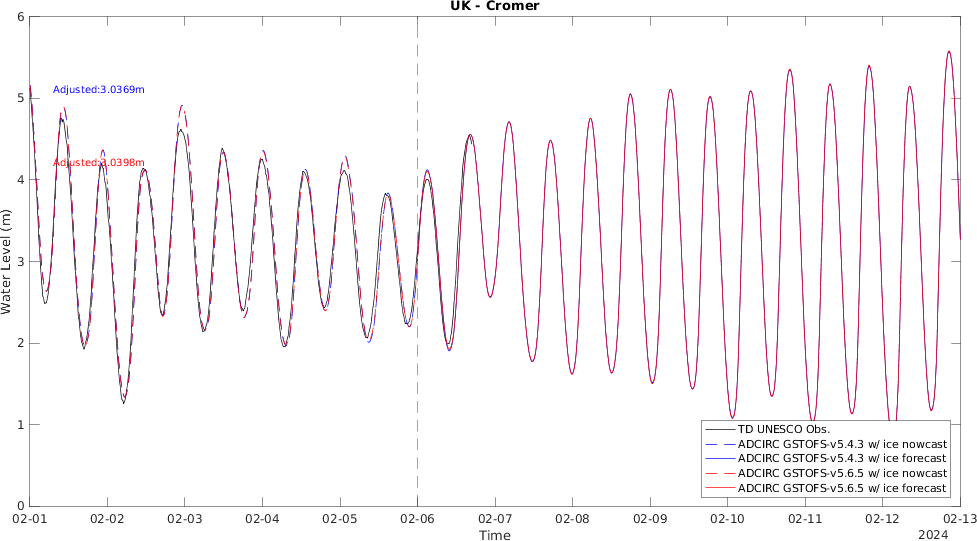 UK - Cromer
6
5
4
3
2
1
0
Water Level (m)
Adjusted:3.0369m
Adjusted:3.0398m
TD UNESCO Obs.
ADCIRC GSTOFS-v5.4.3 w/ ice nowcast
ADCIRC GSTOFS-v5.4.3 w/ ice forecast
ADCIRC GSTOFS-v5.6.5 w/ ice nowcast
ADCIRC GSTOFS-v5.6.5 w/ ice forecast
02-01 02-02 02-03 02-04 02-05 02-06 02-07 02-08 02-09 02-10 02-11 02-12 02-13
Time
2024